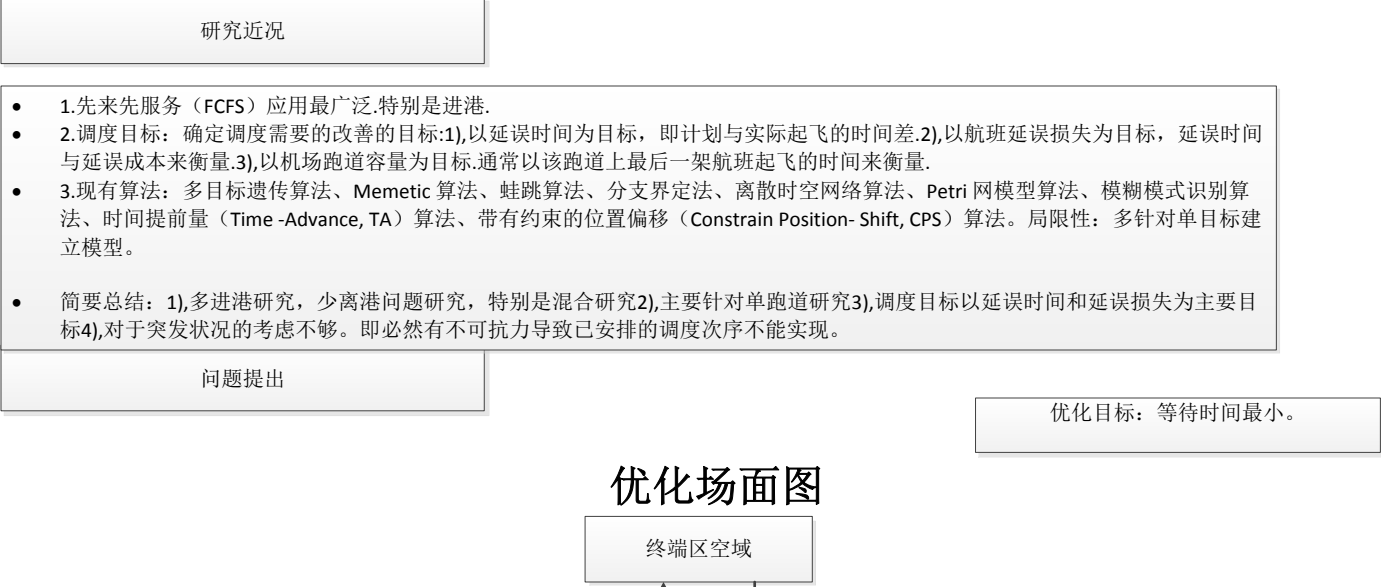 研究近况
• 1.先来先服务（FCFS）应用最广泛.特别是进港.
• 2.调度目标：确定调度需要的改善的目标:1),以延误时间为目标，即计划与实际起飞的时间差.2),以航班延误损失为目标，延误时间
与延误成本来衡量.3),以机场跑道容量为目标.通常以该跑道上最后一架航班起飞的时间来衡量.
• 3.现有算法：多目标遗传算法、Memetic 算法、蛙跳算法、分支界定法、离散时空网络算法、Petri 网模型算法、模糊模式识别算
法、时间提前量（Time -Advance, TA）算法、带有约束的位置偏移（Constrain Position- Shift, CPS）算法。局限性：多针对单目标建
立模型。
• 简要总结：1),多进港研究，少离港问题研究，特别是混合研究2),主要针对单跑道研究3),调度目标以延误时间和延误损失为主要目
标4),对于突发状况的考虑不够。即必然有不可抗力导致已安排的调度次序不能实现。
问题提出
优化目标：等待时间最小。
优化场面图
终端区空域